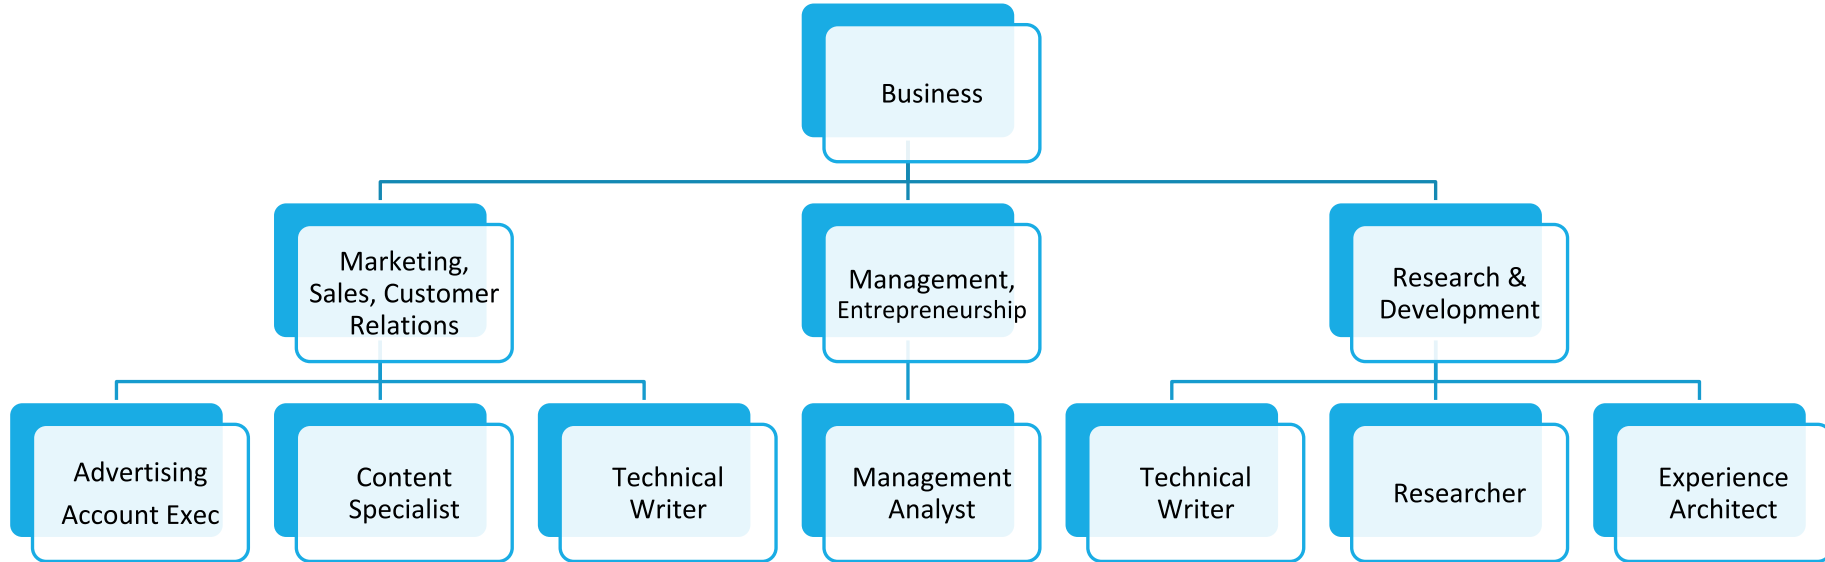 Business
Marketing,
Sales, Customer
Relations
Management,
Entrepreneurship
Research &
Development
Advertising
Account Exec
Content
Specialist
Technical
Writer
Management
Analyst
Technical
Writer
Researcher
Experience
Architect